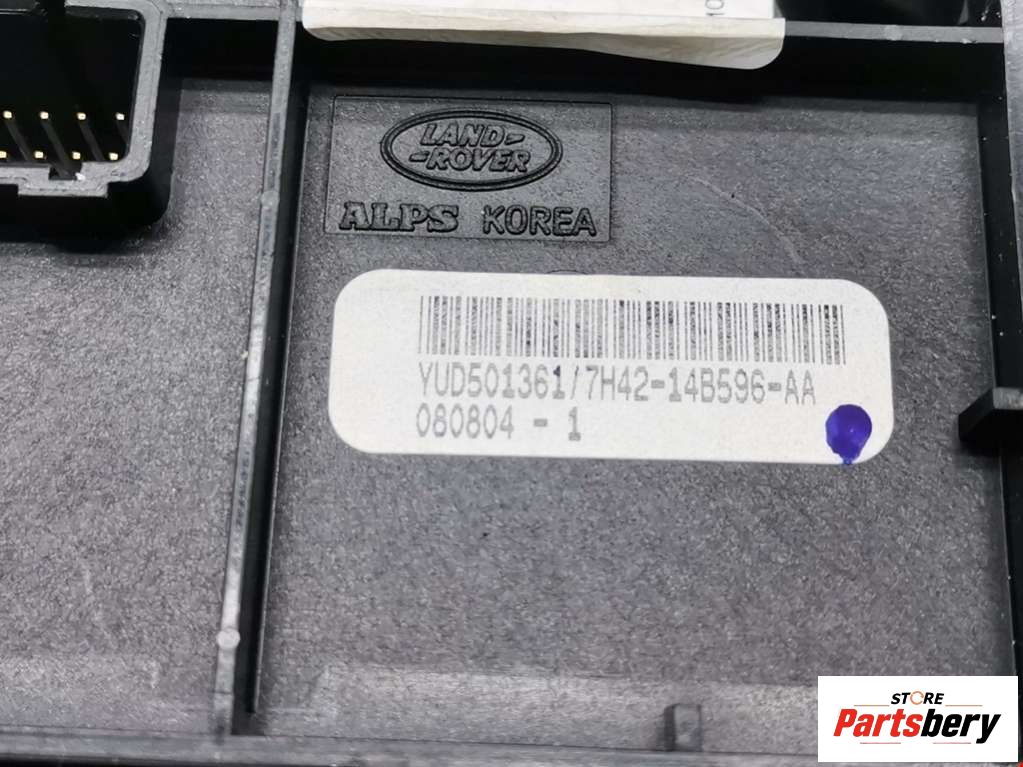 LAND-
-ROVER
ALPS KOREA
YUD501361/7H42-14B596-AA
080804 - 1
STORE
Partsbery